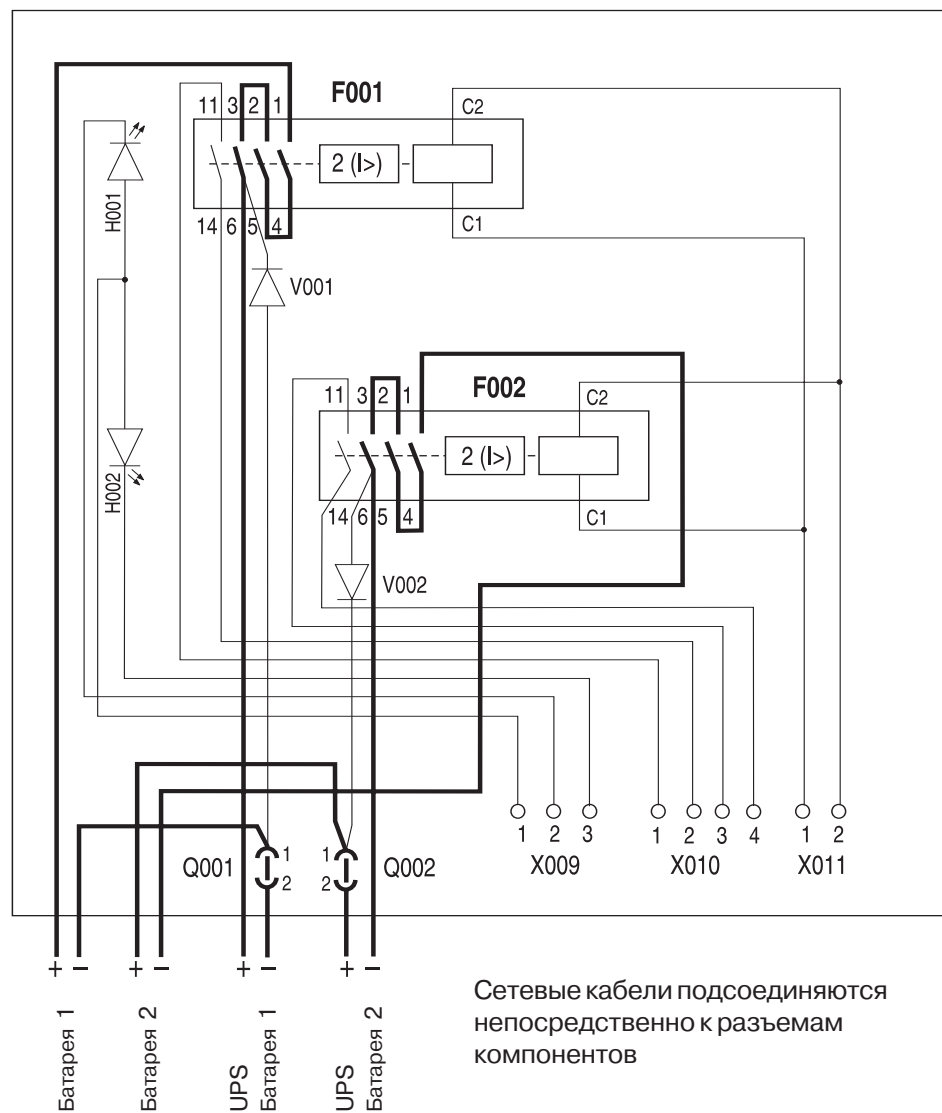 F001
11 3 2 1
C2
2 (I>)
H001
14 6 5 4
C1
V001
F002
11 3 2 1
C2
2 (I>)
H002
14 6 5 4
C1
V002
1 2 3
X009
1 2 3 4
X010
1 2
X011
Q001
1
2
1
2
Q002
+ − + − + − + −
Батарея 1
Батарея 2
UPS
Батарея 1
UPS
Батарея 2
Сетевые кабели подсоединяются
непосредственно к разъемам
компонентов